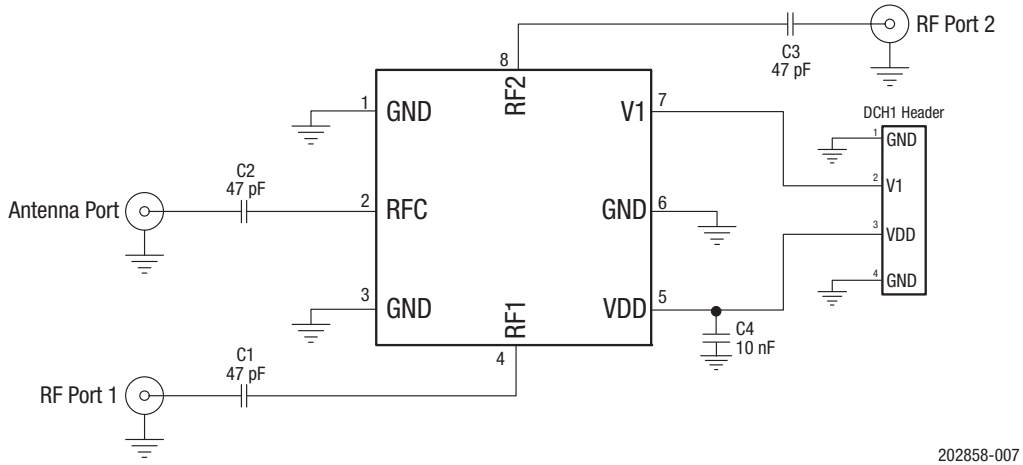 RF Port 2
C3
47 pF
8
RF2
DCH1 Header
1
GND
7
V1
1
GND
C2
47 pF
2
V1
Antenna Port
2
RFC
GND
6
3
VDD
3
GND
RF1
VDD
5
4
GND
C4
10 nF
4
C1
47 pF
RF Port 1
202858-007